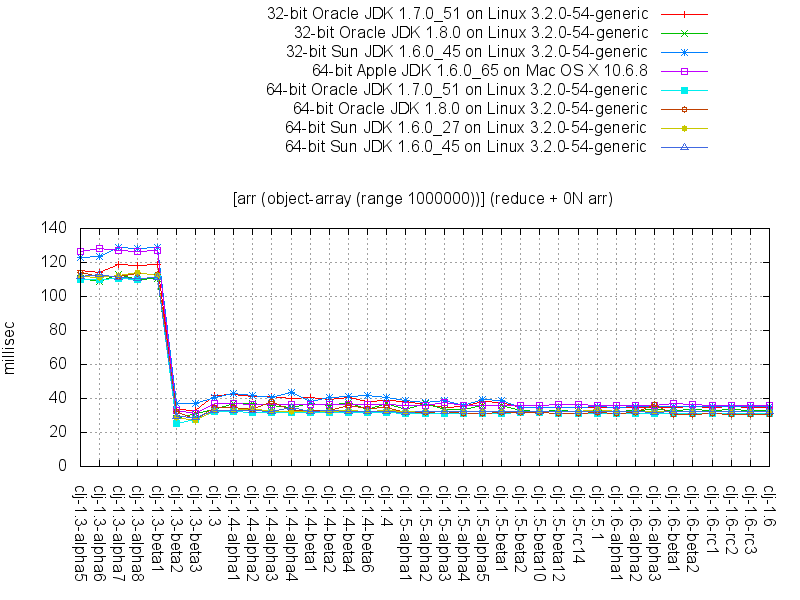 32-bit Oracle JDK 1.7.0_51 on Linux 3.2.0-54-generic
32-bit Oracle JDK 1.8.0 on Linux 3.2.0-54-generic
32-bit Sun JDK 1.6.0_45 on Linux 3.2.0-54-generic
64-bit Apple JDK 1.6.0_65 on Mac OS X 10.6.8
64-bit Oracle JDK 1.7.0_51 on Linux 3.2.0-54-generic
64-bit Oracle JDK 1.8.0 on Linux 3.2.0-54-generic
64-bit Sun JDK 1.6.0_27 on Linux 3.2.0-54-generic
64-bit Sun JDK 1.6.0_45 on Linux 3.2.0-54-generic
[arr (object-array (range 1000000))] (reduce + 0N arr)
millisec
140
120
100
80
60
40
20
0
clj-1.3-alpha5
clj-1.3-alpha6
clj-1.3-alpha7
clj-1.3-alpha8
clj-1.3-beta1
clj-1.3-beta2
clj-1.3-beta3
clj-1.3
clj-1.4-alpha1
clj-1.4-alpha2
clj-1.4-alpha3
clj-1.4-alpha4
clj-1.4-beta1
clj-1.4-beta2
clj-1.4-beta4
clj-1.4-beta6
clj-1.4
clj-1.5-alpha1
clj-1.5-alpha2
clj-1.5-alpha3
clj-1.5-alpha4
clj-1.5-alpha5
clj-1.5-beta1
clj-1.5-beta2
clj-1.5-beta10
clj-1.5-beta12
clj-1.5-rc14
clj-1.5.1
clj-1.6-alpha1
clj-1.6-alpha2
clj-1.6-alpha3
clj-1.6-beta1
clj-1.6-beta2
clj-1.6-rc1
clj-1.6-rc2
clj-1.6-rc3
clj-1.6